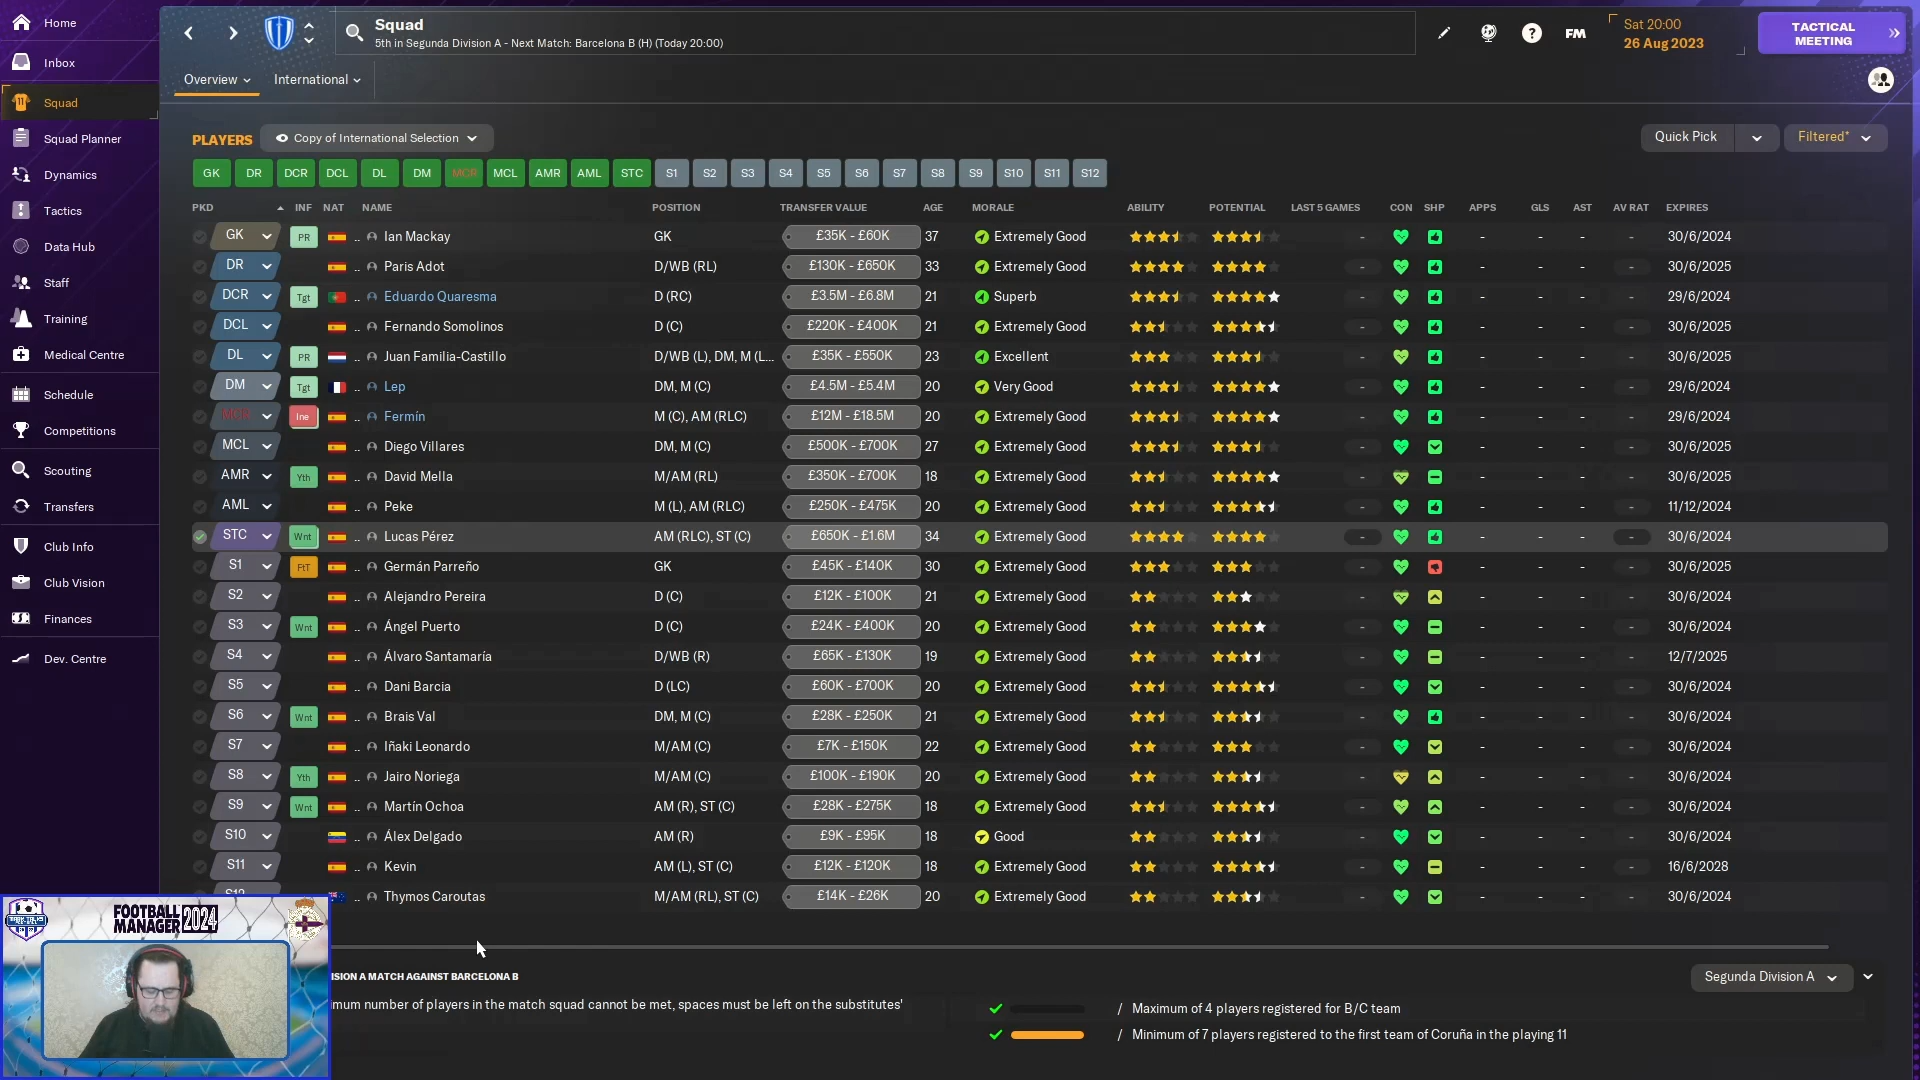 Home
Inbox
Squad
Squad Planner
Dynamics
Tactics
Data Hub
Staff
Training
Medical Centre
Schedule
Competitions
Scouting
Transfers
Club Info
Club Vision
Finances
Dev. Centre
Squad
5th in Segunda Division A - Next Match: Barcelona B (H) (Today 20:00)
FM
Sat 20:00
26 Aug 2023
TACTICAL MEETING
Overview International
PLAYERS Copy of International Selection Quick Pick Filtered*
GK DR DCR DCL DL DM MCR MCL AMR AML STC S1 S2 S3 S4 S5 S6 S7 S8 S9 S10 S11 S12
PKD INF NAT NAME POSITION TRANSFER VALUE AGE MORALE ABILITY POTENTIAL LAST 5 GAMES CON SHP APPS GLS AST AV RAT EXPIRES
GK PR .. Ian Mackay GK £35K - £60K 37 Extremely Good - - - - - 30/6/2024
DR .. Paris Adot D/WB (RL) £130K - £650K 33 Extremely Good - - - - - 30/6/2025
DCR Tgt .. Eduardo Quaresma D (RC) £3.5M - £6.8M 21 Superb - - - - - 29/6/2024
DCL .. Fernando Somolinos D (C) £220K - £400K 21 Extremely Good - - - - - 30/6/2025
DL PR .. Juan Familia-Castillo D/WB (L), DM, M (L... £35K - £550K 23 Excellent - - - - - 30/6/2025
DM Tgt .. Lep DM, M (C) £4.5M - £5.4M 20 Very Good - - - - - 29/6/2024
MCR Ine .. Fermín M (C), AM (RLC) £12M - £18.5M 20 Extremely Good - - - - - 29/6/2024
MCL .. Diego Villares DM, M (C) £500K - £700K 27 Extremely Good - - - - - 30/6/2025
AMR Yth .. David Mella M/AM (RL) £350K - £700K 18 Extremely Good - - - - - 30/6/2025
AML .. Peke M (L), AM (RLC) £250K - £475K 20 Extremely Good - - - - - 11/12/2024
STC Wnt .. Lucas Pérez AM (RLC), ST (C) £650K - £1.6M 34 Extremely Good - - - - - 30/6/2024
S1 FtT .. Germán Parreño GK £45K - £140K 30 Extremely Good - - - - - 30/6/2025
S2 .. Alejandro Pereira D (C) £12K - £100K 21 Extremely Good - - - - - 30/6/2024
S3 Wnt .. Ángel Puerto D (C) £24K - £400K 20 Extremely Good - - - - - 30/6/2024
S4 .. Álvaro Santamaría D/WB (R) £65K - £130K 19 Extremely Good - - - - - 12/7/2025
S5 .. Dani Barcia D (LC) £60K - £700K 20 Extremely Good - - - - - 30/6/2024
S6 Wnt .. Brais Val DM, M (C) £28K - £250K 21 Extremely Good - - - - - 30/6/2024
S7 .. Iñaki Leonardo M/AM (C) £7K - £150K 22 Extremely Good - - - - - 30/6/2024
S8 Yth .. Jairo Noriega M/AM (C) £100K - £190K 20 Extremely Good - - - - - 30/6/2024
S9 Wnt .. Martín Ochoa AM (R), ST (C) £28K - £275K 18 Extremely Good - - - - - 30/6/2024
S10 .. Álex Delgado AM (R) £9K - £95K 18 Good - - - - - 30/6/2024
S11 .. Kevin AM (L), ST (C) £12K - £120K 18 Extremely Good - - - - - 16/6/2028
S12 .. Thymos Caroutas M/AM (RL), ST (C) £14K - £26K 20 Extremely Good - - - - - 30/6/2024
FOOTBALL MANAGER 2024
ISION A MATCH AGAINST BARCELONA B Segunda Division A
imum number of players in the match squad cannot be met, spaces must be left on the substitutes'
/ Maximum of 4 players registered for B/C team
/ Minimum of 7 players registered to the first team of Coruña in the playing 11